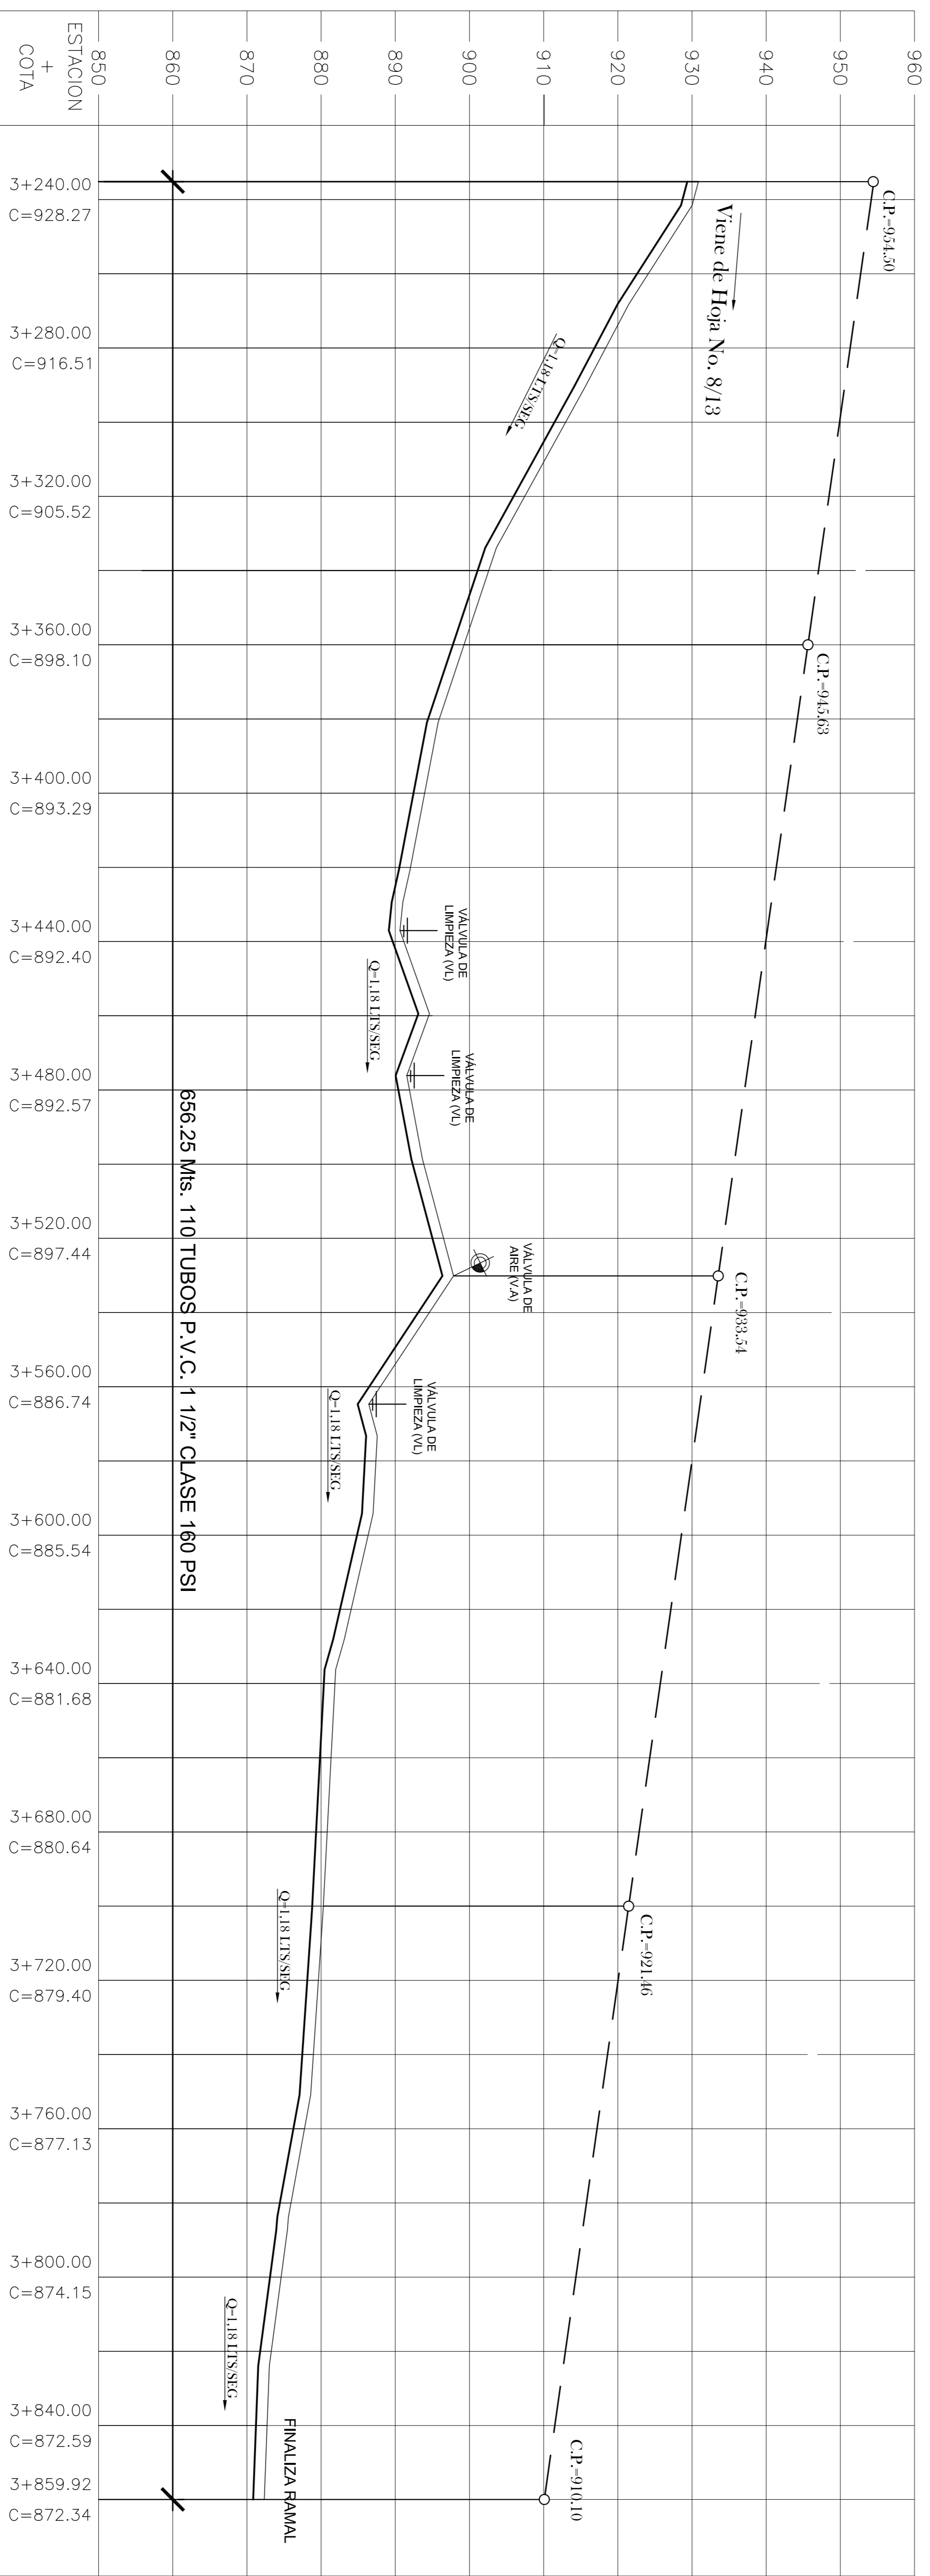 960
950
940
930
920
910
900
890
880
870
860
850
ESTACION
+
COTA
C.P.=954.50
C.P.=945.63
C.P.=933.54
C.P.=921.46
C.P.=910.10
Viene de Hoja No. 8/13
Q=1,18 LTS/SEG
VÁLVULA DE
LIMPIEZA (VL)
Q=1,18 LTS/SEG
VÁLVULA DE
LIMPIEZA (VL)
VÁLVULA DE
AIRE (V.A)
VÁLVULA DE
LIMPIEZA (VL)
Q=1,18 LTS/SEG
Q=1,18 LTS/SEG
Q=1,18 LTS/SEG
FINALIZA RAMAL
656.25 Mts. 110 TUBOS P.V.C. 1 1/2" CLASE 160 PSI
3+240.00
C=928.27
3+280.00
C=916.51
3+320.00
C=905.52
3+360.00
C=898.10
3+400.00
C=893.29
3+440.00
C=892.40
3+480.00
C=892.57
3+520.00
C=897.44
3+560.00
C=886.74
3+600.00
C=885.54
3+640.00
C=881.68
3+680.00
C=880.64
3+720.00
C=879.40
3+760.00
C=877.13
3+800.00
C=874.15
3+840.00
C=872.59
3+859.92
C=872.34